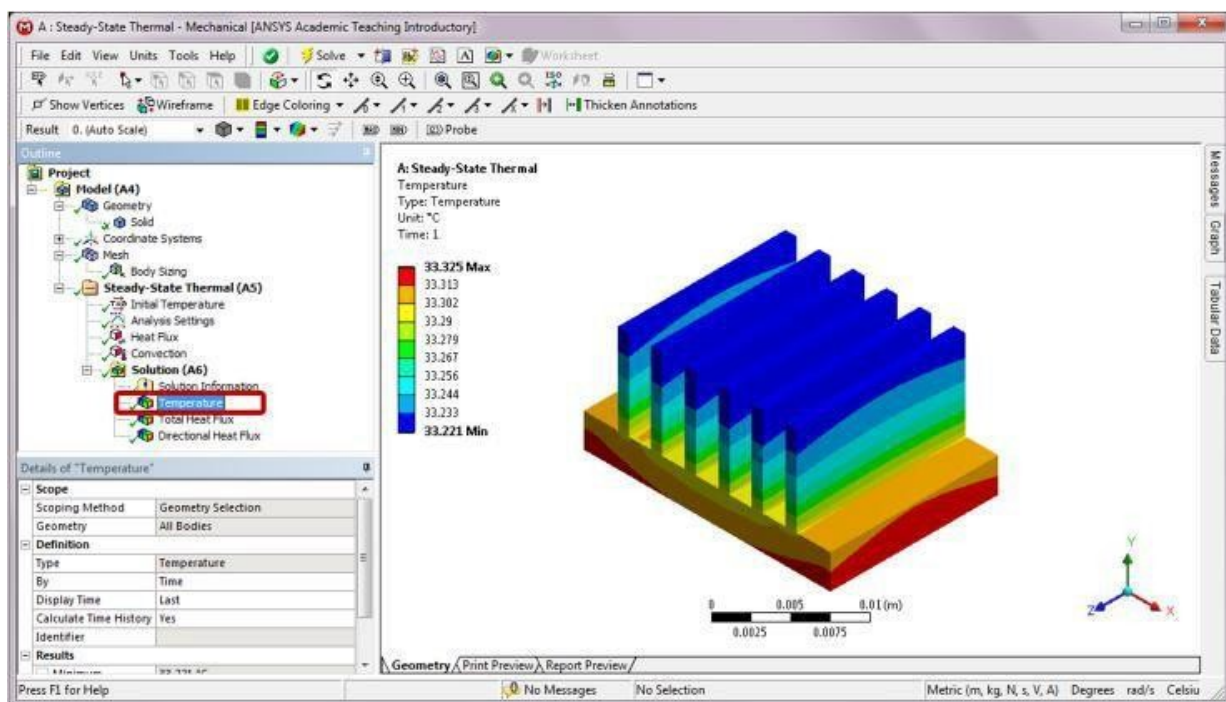 A : Steady-State Thermal - Mechanical [ANSYS Academic Teaching Introductory]
File Edit View Units Tools Help Solve Worksheet
Show Vertices Wireframe Edge Coloring Thicken Annotations
Result 0. (Auto Scale) Probe
Outline
Project
Model (A4)
Geometry
Solid
Coordinate Systems
Mesh
Body Sizing
Steady-State Thermal (A5)
Initial Temperature
Analysis Settings
Heat Flux
Convection
Solution (A6)
Solution Information
Temperature
Total Heat Flux
Directional Heat Flux
Details of "Temperature"
Scope
Scoping Method Geometry Selection
Geometry All Bodies
Definition
Type Temperature
By Time
Display Time Last
Calculate Time History Yes
Identifier
Results
A: Steady-State Thermal
Temperature
Type: Temperature
Unit: °C
Time: 1
33.325 Max
33.313
33.302
33.29
33.279
33.267
33.256
33.244
33.233
33.221 Min
0 0.005 0.01 (m)
0.0025 0.0075
Y
Z X
Geometry Print Preview Report Preview
Messages
Graph
Tabular Data
Press F1 for Help No Messages No Selection Metric (m, kg, N, s, V, A) Degrees rad/s Celsiu